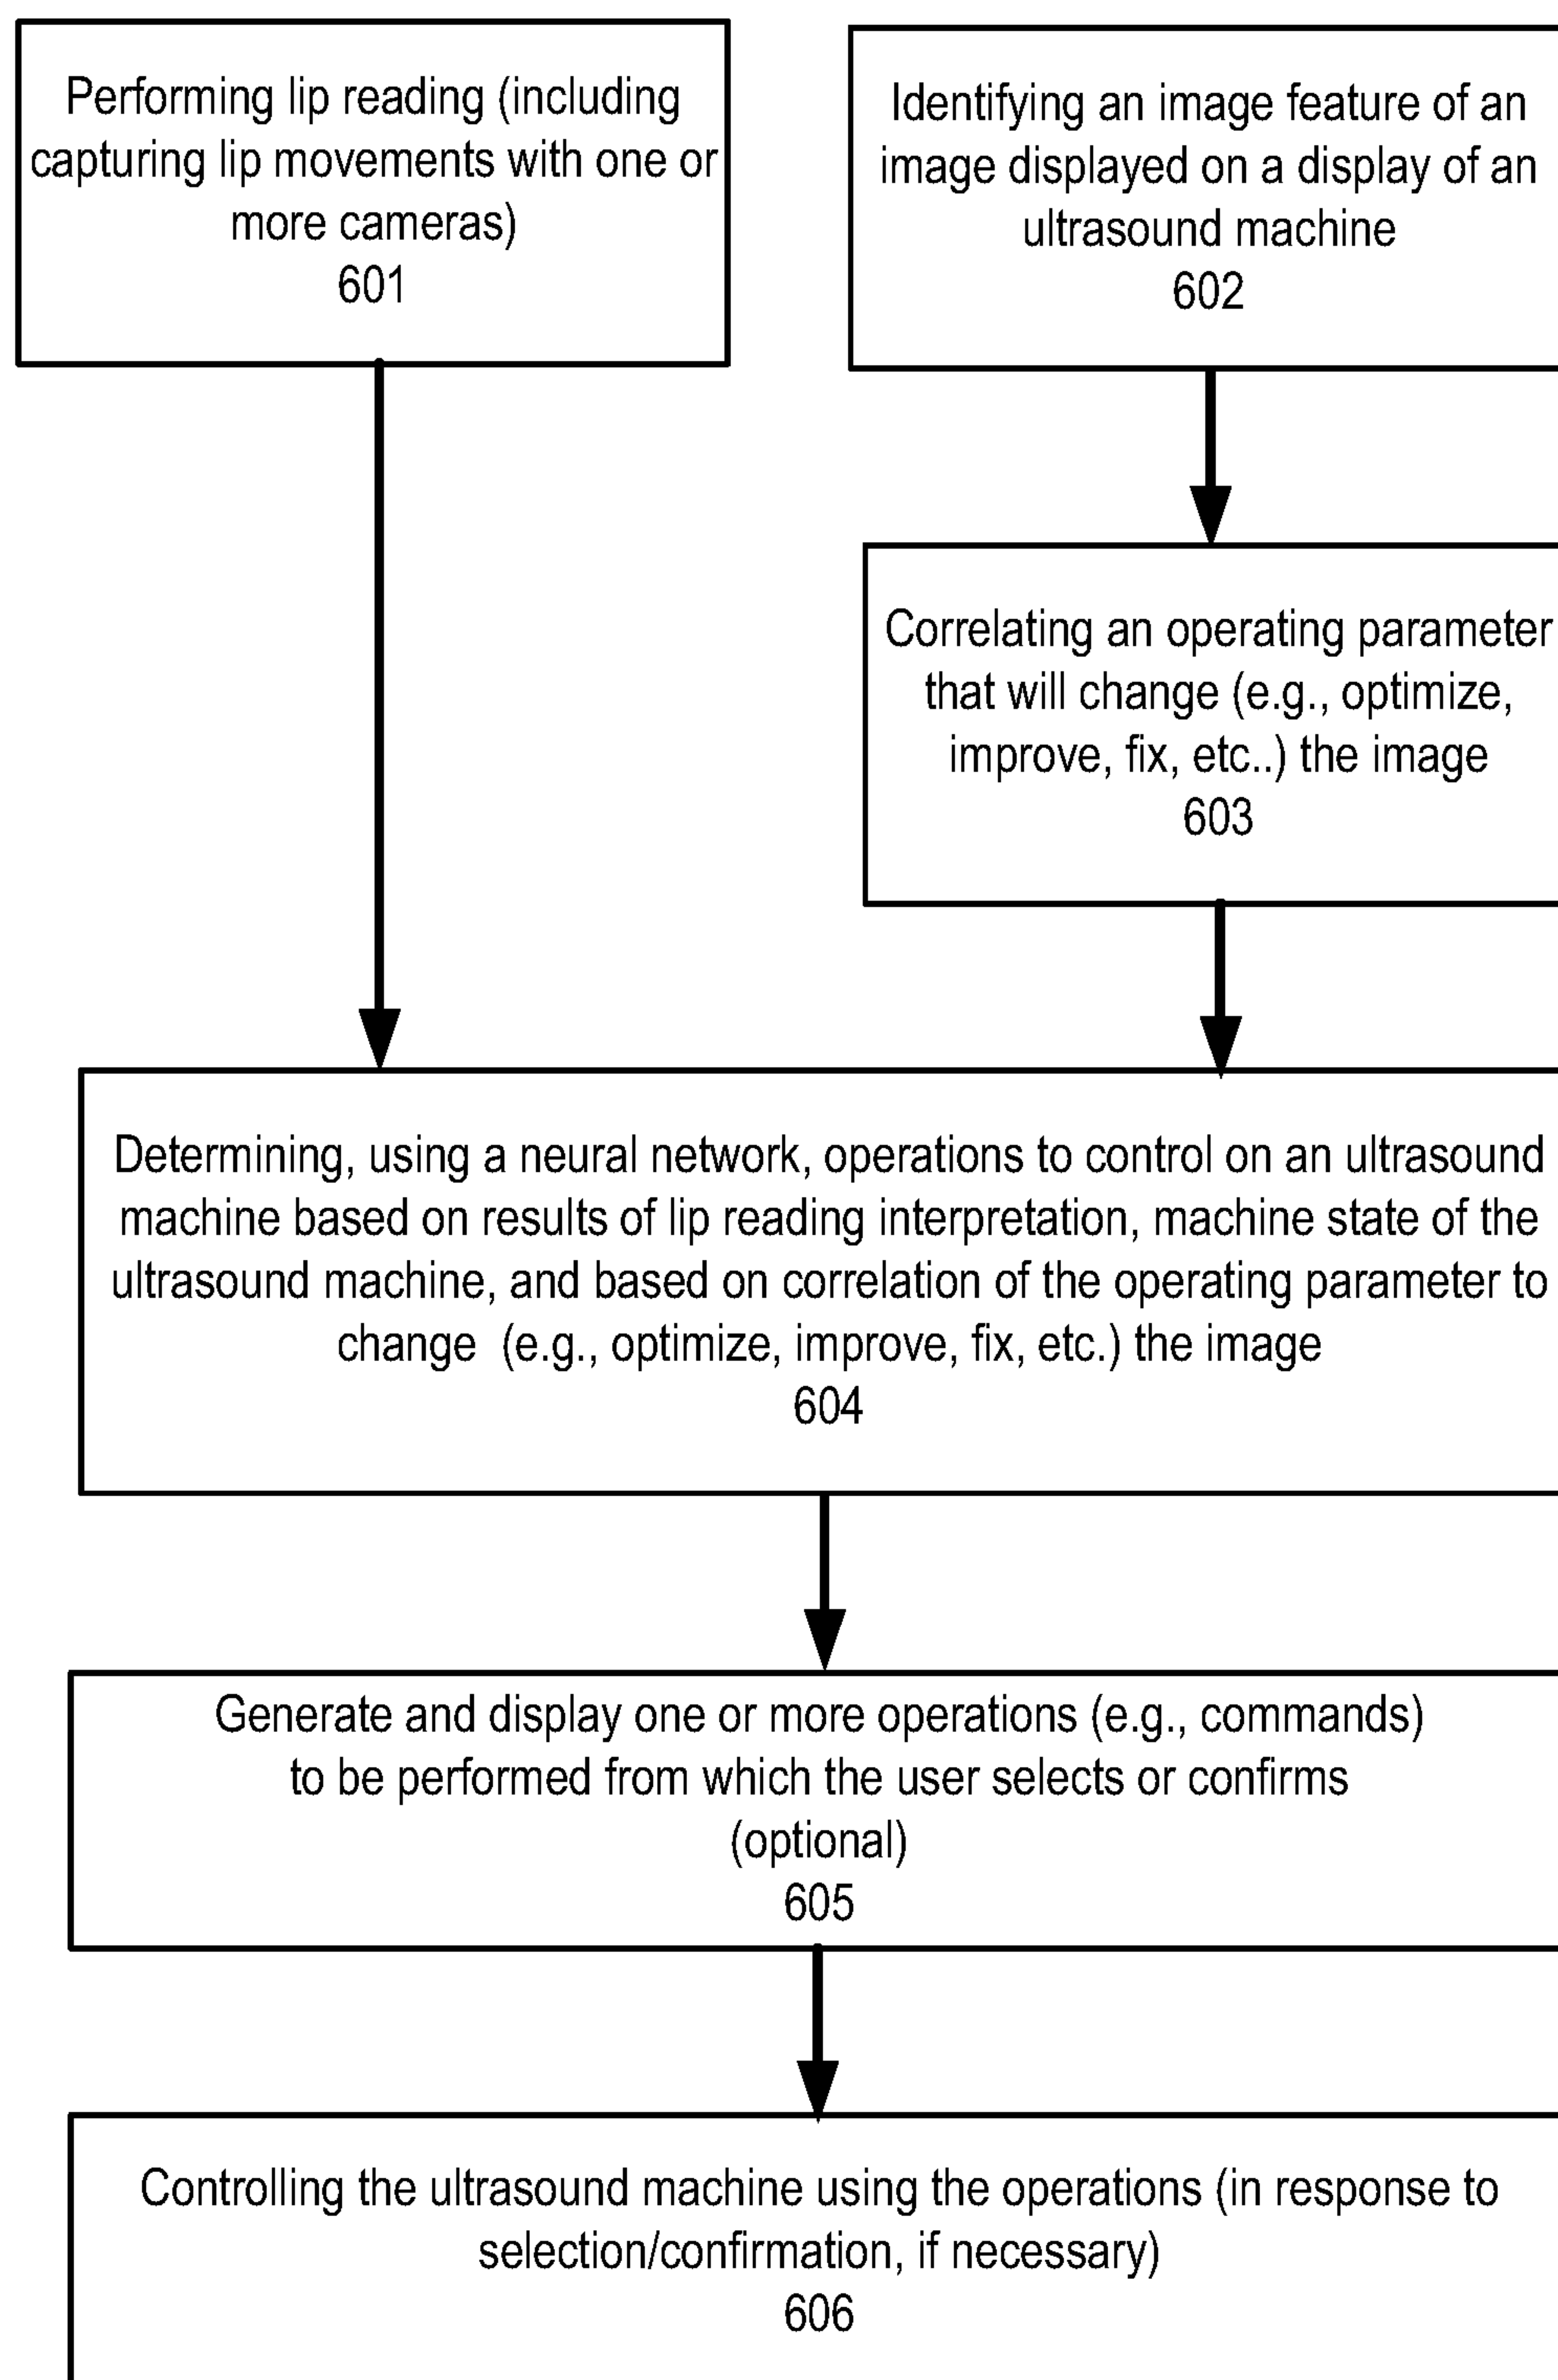 Performing lip reading (including
capturing lip movements with one or
more cameras)
601
Identifying an image feature of an
image displayed on a display of an
ultrasound machine
602
Correlating an operating parameter
that will change (e.g., optimize,
improve, fix, etc..) the image
603
Determining, using a neural network, operations to control on an ultrasound
machine based on results of lip reading interpretation, machine state of the
ultrasound machine, and based on correlation of the operating parameter to
change (e.g., optimize, improve, fix, etc.) the image
604
Generate and display one or more operations (e.g., commands)
to be performed from which the user selects or confirms
(optional)
605
Controlling the ultrasound machine using the operations (in response to
selection/confirmation, if necessary)
606